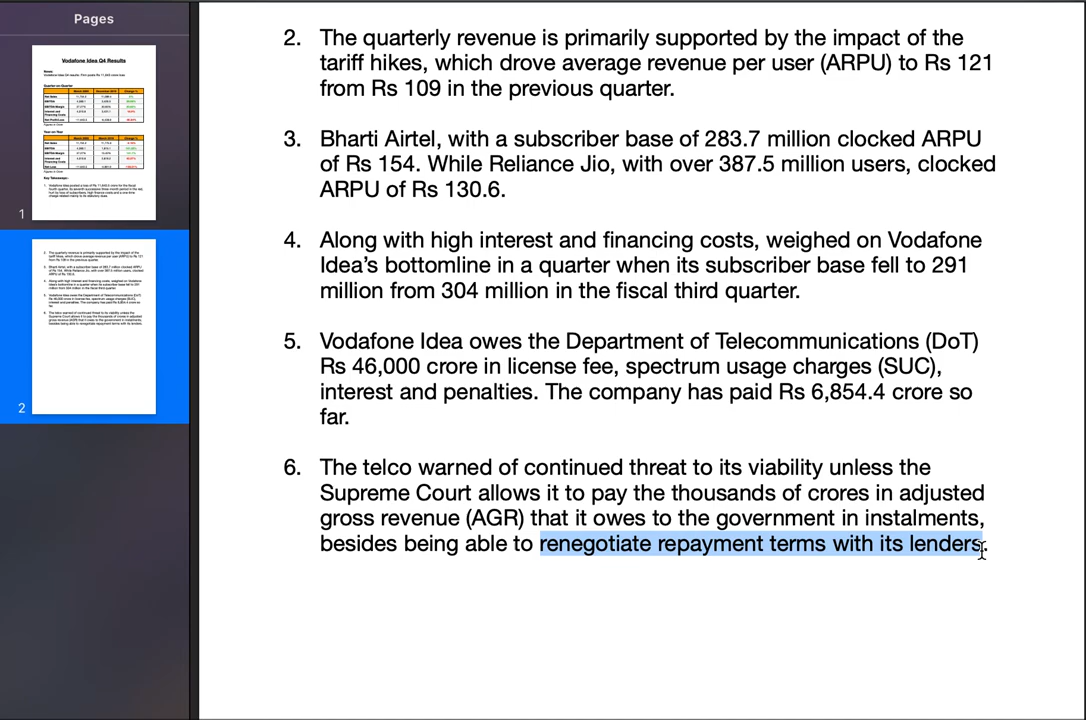 Pages
Vodafone Idea Q4 Results
1
2
2. The quarterly revenue is primarily supported by the impact of the
tariff hikes, which drove average revenue per user (ARPU) to Rs 121
from Rs 109 in the previous quarter.
3. Bharti Airtel, with a subscriber base of 283.7 million clocked ARPU
of Rs 154. While Reliance Jio, with over 387.5 million users, clocked
ARPU of Rs 130.6.
4. Along with high interest and financing costs, weighed on Vodafone
Idea’s bottomline in a quarter when its subscriber base fell to 291
million from 304 million in the fiscal third quarter.
5. Vodafone Idea owes the Department of Telecommunications (DoT)
Rs 46,000 crore in license fee, spectrum usage charges (SUC),
interest and penalties. The company has paid Rs 6,854.4 crore so
far.
6. The telco warned of continued threat to its viability unless the
Supreme Court allows it to pay the thousands of crores in adjusted
gross revenue (AGR) that it owes to the government in instalments,
besides being able to renegotiate repayment terms with its lenders.